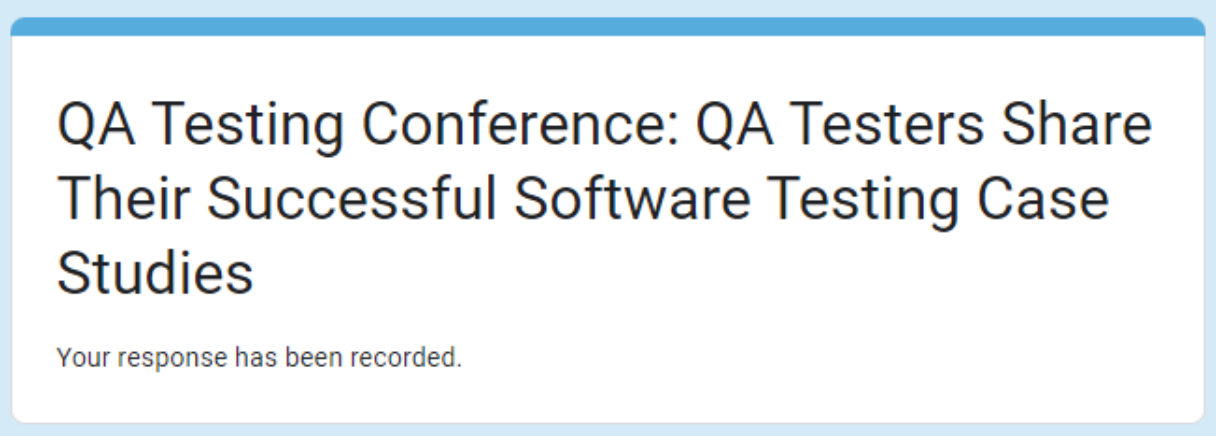 QA Testing Conference: QA Testers Share
Their Successful Software Testing Case
Studies
Your response has been recorded.